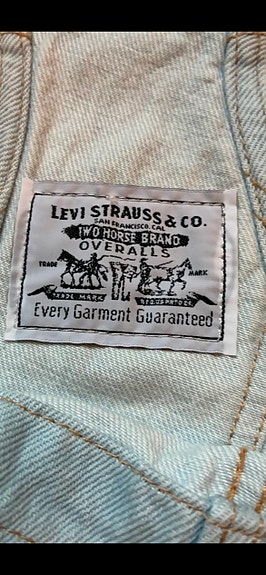 LEVI STRAUSS & CO.
SAN FRANCISCO, CAL
TWO HORSE BRAND
OVERALLS
TRADE MARK
TRADE MARK
Every Garment Guaranteed